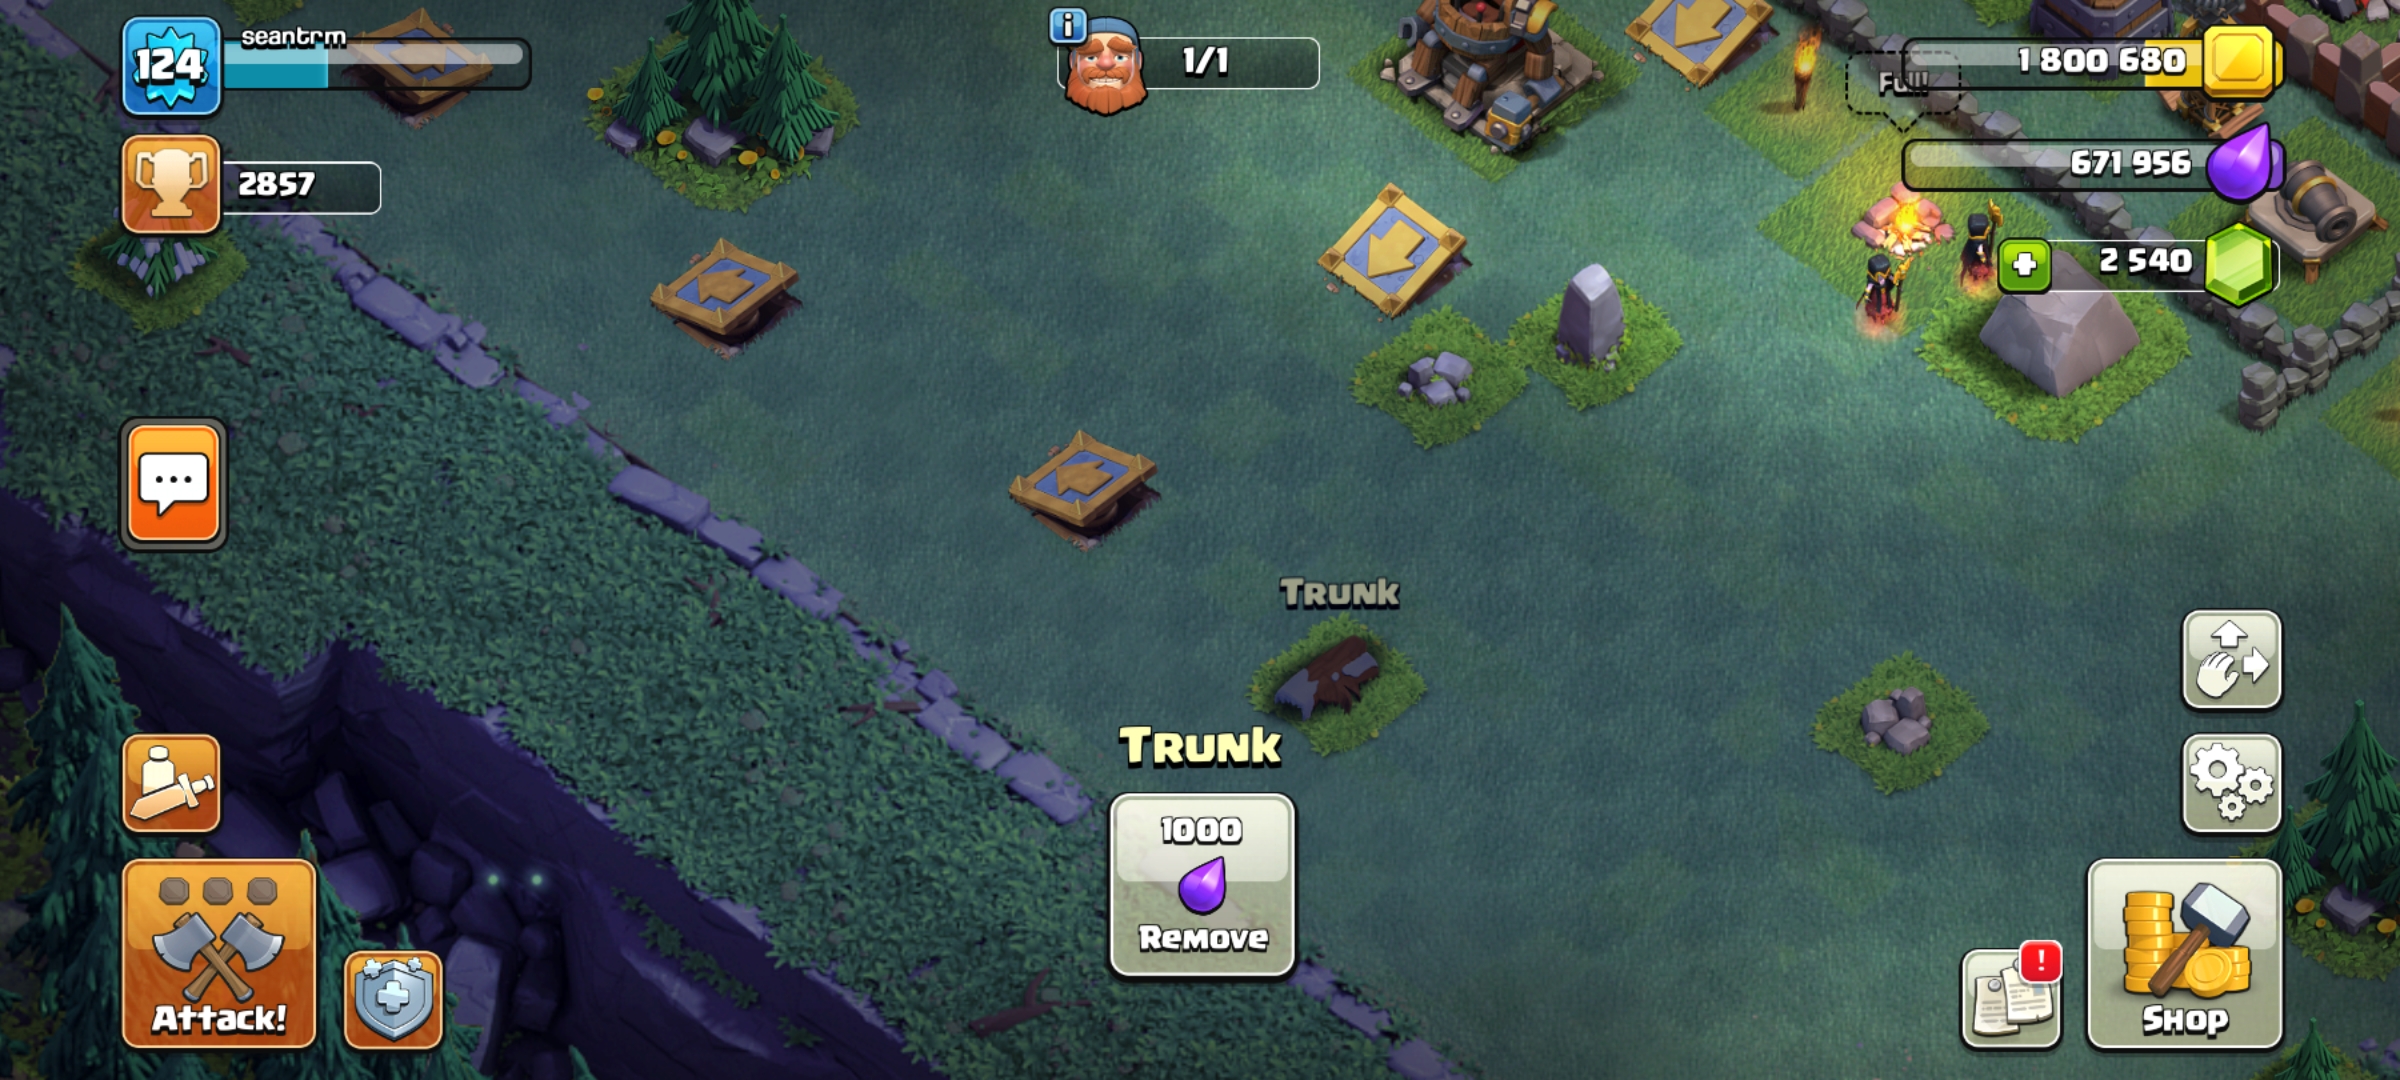 124
seantrm
1/1
1 800 680
Full!
2857
671 956
2 540
Trunk
Trunk
1000
Remove
Attack!
!
Shop